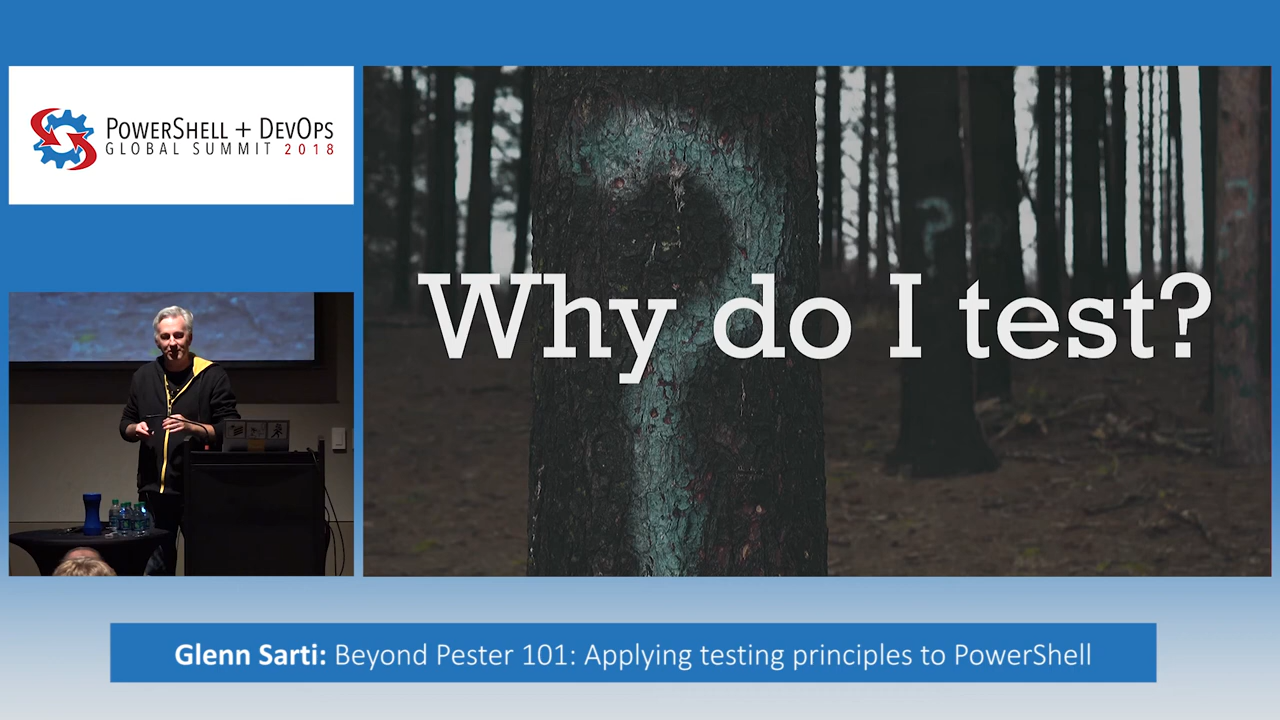 POWERSHELL + DEVOPS
GLOBAL SUMMIT 2018
Why do I test?
Glenn Sarti: Beyond Pester 101: Applying testing principles to PowerShell